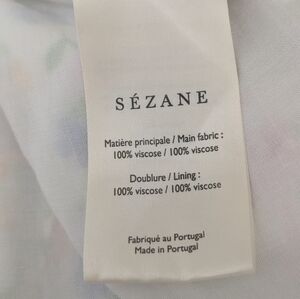 SÉZANE
Matière principale / Main fabric :
100% viscose / 100% viscose
Doublure / Lining :
100% viscose / 100% viscose
Fabriqué au Portugal
Made in Portugal